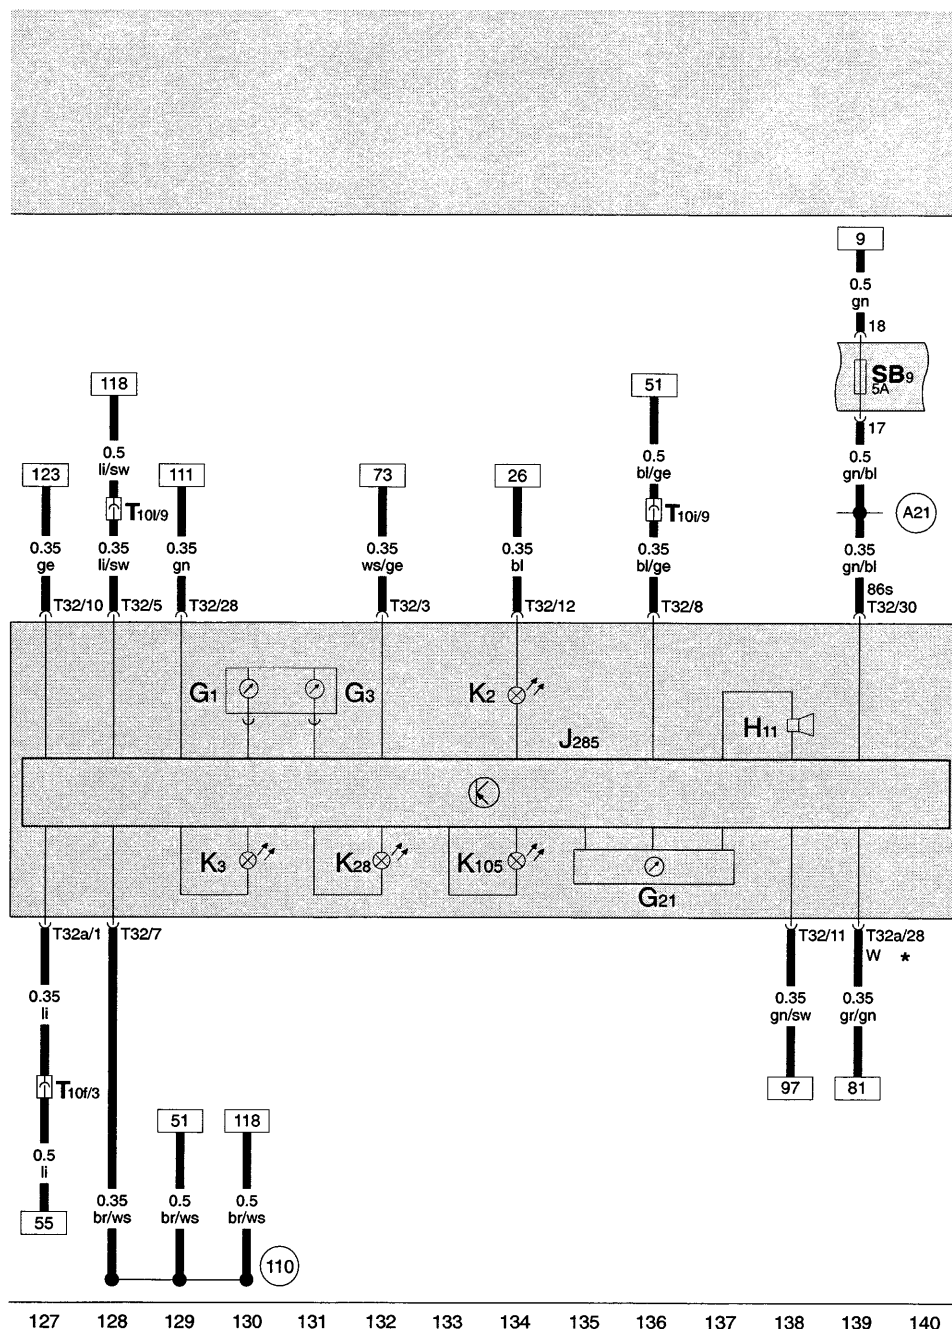 9
0.5
gn
18
SB9
5A
118
51
17
0.5
li/sw
0.5
bl/ge
0.5
gn/bl
123
111
73
26
T10l/9
T10i/9
A21
0.35
ge
0.35
li/sw
0.35
gn
0.35
ws/ge
0.35
bl
0.35
bl/ge
0.35
gn/bl
86s
T32/10
T32/5
T32/28
T32/3
T32/12
T32/8
T32/30
G1
G3
K2
H11
J285
K3
K28
K105
G21
T32a/1
T32/7
T32/11
T32a/28
W *
0.35
li
0.35
gn/sw
0.35
gr/gn
T10f/3
97
81
51
118
0.5
li
0.35
br/ws
0.5
br/ws
0.5
br/ws
55
110
127 128 129 130 131 132 133 134 135 136 137 138 139 140